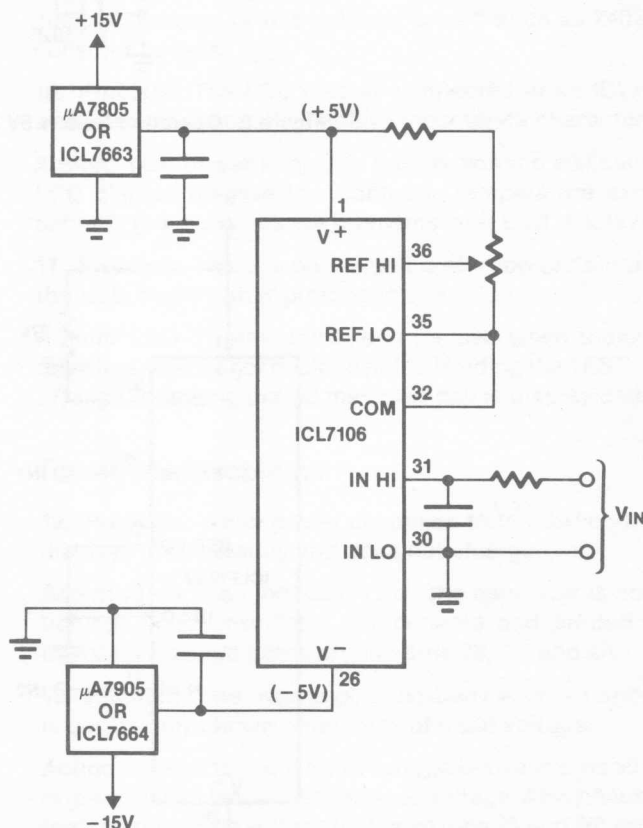 +15V
µA7805
OR
ICL7663
(+5V)
1
V+
REF HI
36
REF LO
35
COM
32
ICL7106
IN HI
31
VIN
IN LO
30
V−
26
(−5V)
µA7905
OR
ICL7664
−15V